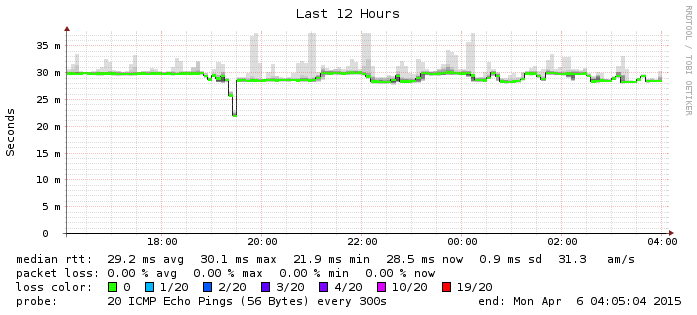 Last 12 Hours
RRDTOOL / TOBI OETIKER
Seconds
35 m
30 m
25 m
20 m
15 m
10 m
5 m
0
18:00 20:00 22:00 00:00 02:00 04:00
median rtt: 29.2 ms avg 30.1 ms max 21.9 ms min 28.5 ms now 0.9 ms sd 31.3 am/s
packet loss: 0.00 % avg 0.00 % max 0.00 % min 0.00 % now
loss color: 0 1/20 2/20 3/20 4/20 10/20 19/20
probe: 20 ICMP Echo Pings (56 Bytes) every 300s end: Mon Apr 6 04:05:04 2015